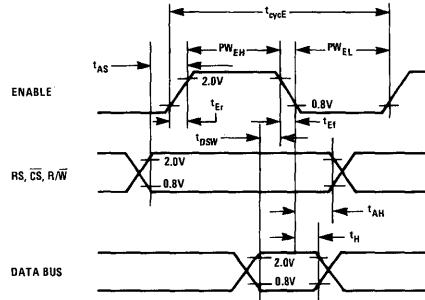 tcycE
PWEH
PWEL
tAS
2.0V
ENABLE
0.8V
tEr
tEf
tDSW
2.0V
RS, C̅S̅, R/W̅
0.8V
tAH
tH
2.0V
DATA BUS
0.8V